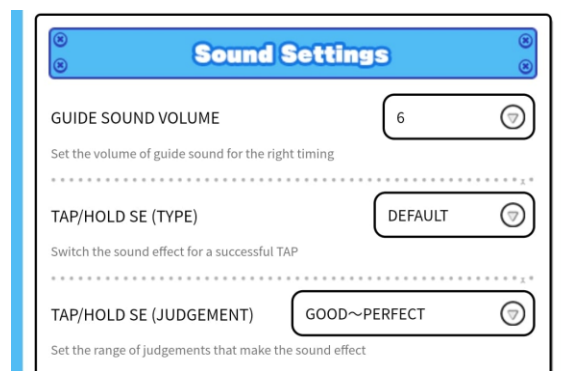 Sound Settings
GUIDE SOUND VOLUME
6
Set the volume of guide sound for the right timing
TAP/HOLD SE (TYPE)
DEFAULT
Switch the sound effect for a successful TAP
TAP/HOLD SE (JUDGEMENT)
GOOD～PERFECT
Set the range of judgements that make the sound effect